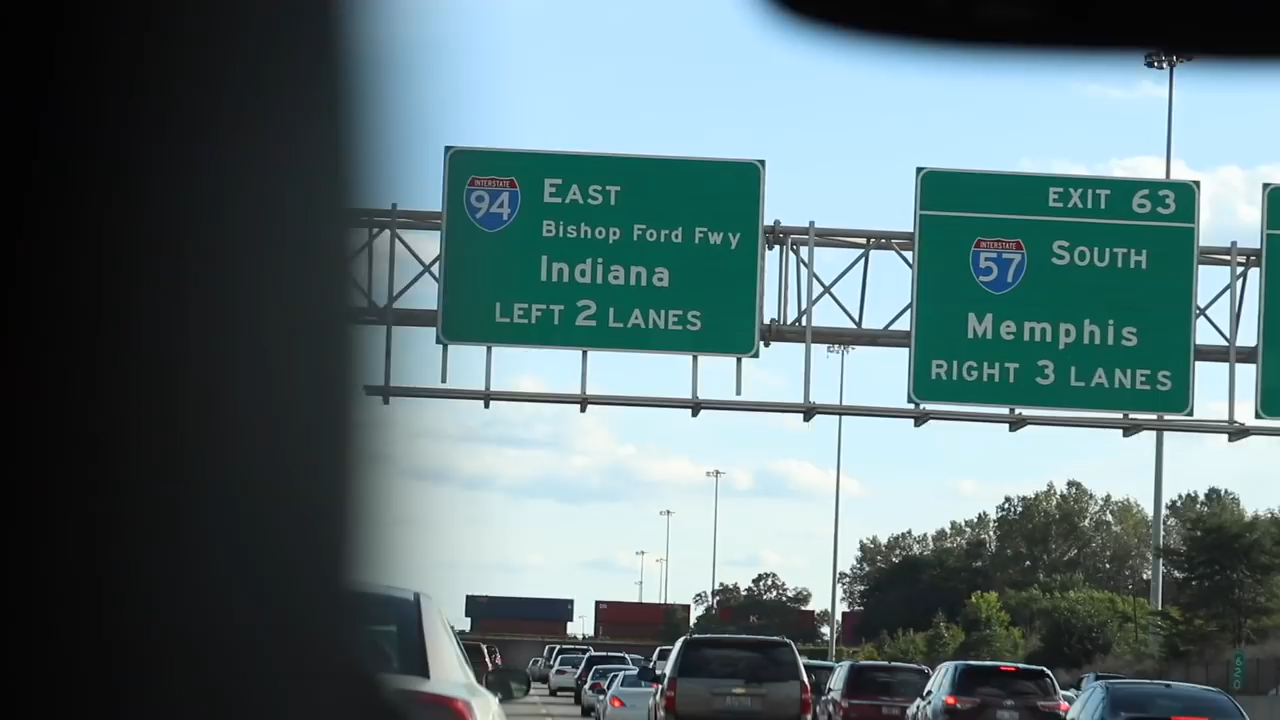 INTERSTATE
94
EAST
Bishop Ford Fwy
Indiana
LEFT 2 LANES
EXIT 63
INTERSTATE
57
SOUTH
Memphis
RIGHT 3 LANES
K
620